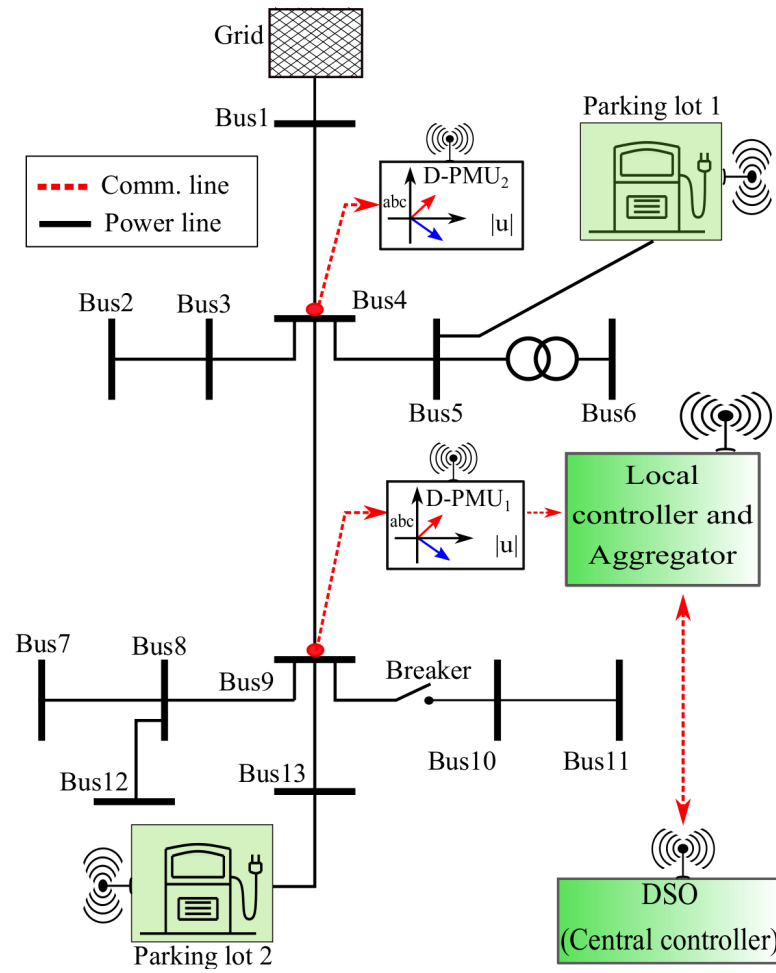 Grid
Bus1
Parking lot 1
D-PMU2
abc
|u|
Comm. line
Power line
Bus2
Bus3
Bus4
Bus5
Bus6
D-PMU1
abc
|u|
Local
controller and
Aggregator
Bus7
Bus8
Bus9
Breaker
Bus12
Bus13
Bus10
Bus11
Parking lot 2
DSO
(Central controller)